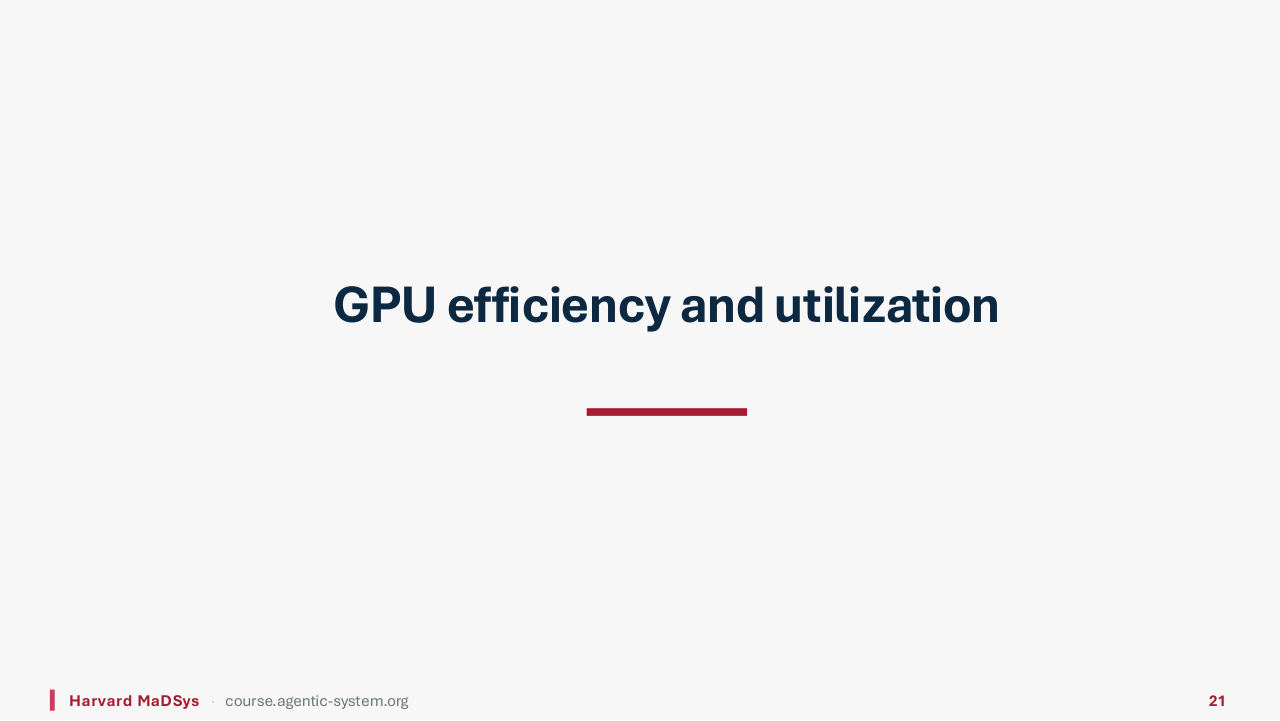 GPU efficiency and utilization
Harvard MaDSys · course.agentic-system.org
21